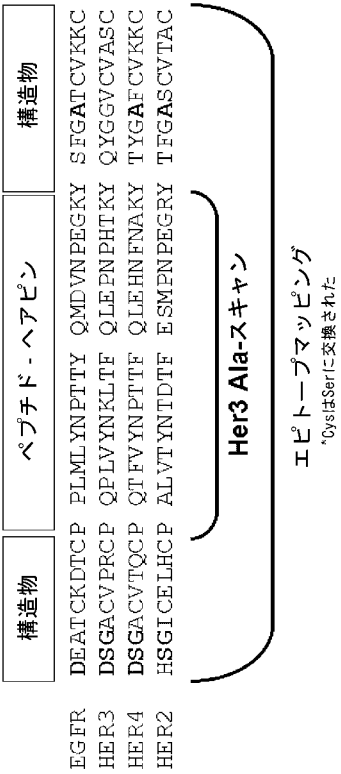 構造物 ペプチド-ヘアピン 構造物
EGFR DEATCKDTCP PLMLYNPTTY QMDVNPEGKY SFGATCVKKC
HER3 DSGACVPRCP QPLVYNKLTF QLEPNPHTKY QYGGVCVASC
HER4 DSGACVTQCP QTFVYNPTTF QLEHNFNAKY TYGAFCVKKC
HER2 HSGICELHCP ALVTYNTDTF ESMPNPEGRY TFGASCVTAC
Her3 Ala-スキャン
エピトープマッピング
*CysはSerに交換された